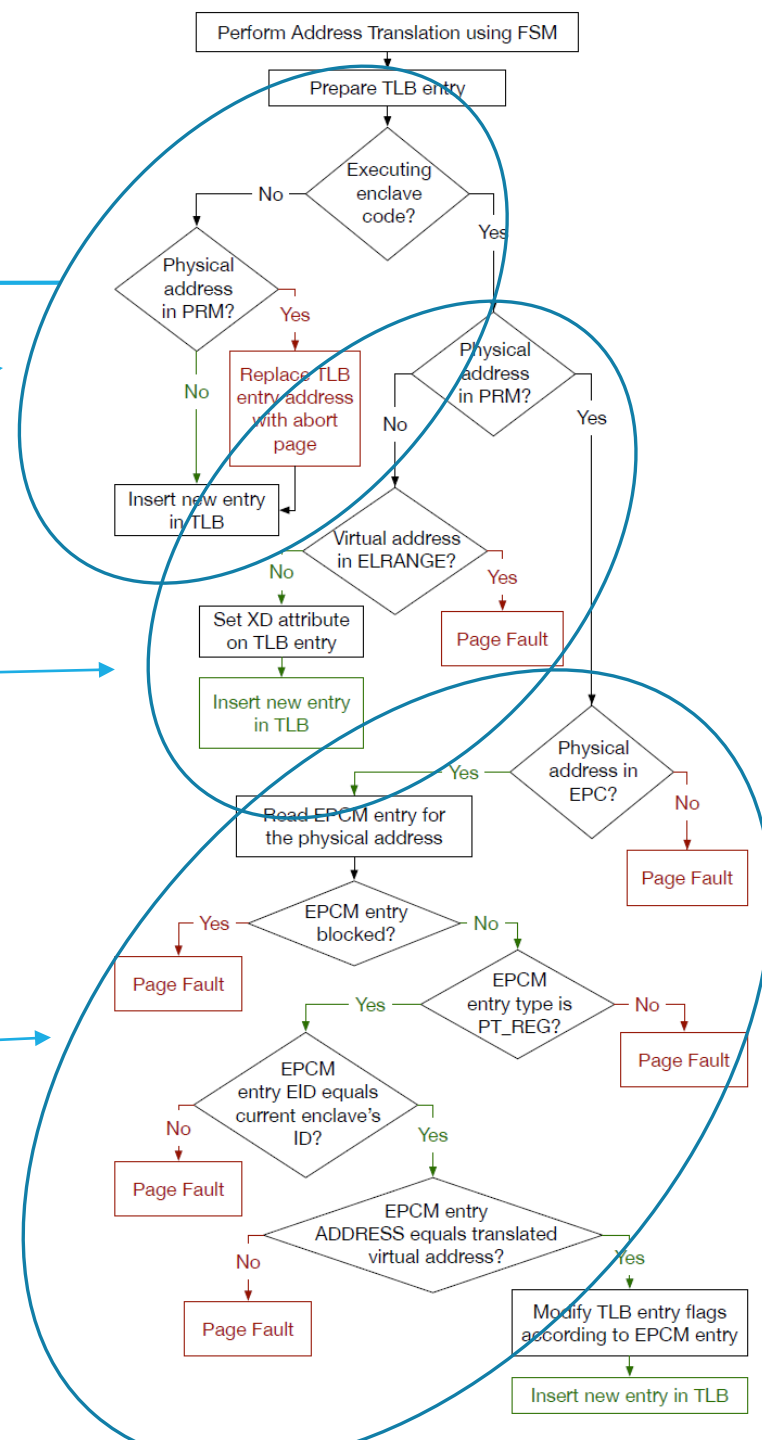 Perform Address Translation using FSM
Prepare TLB entry
Executing
enclave
code?
No
Yes
Physical
address
in PRM?
Yes
No
Replace TLB
entry address
with abort
page
Insert new entry
in TLB
Physical
address
in PRM?
No
Yes
Virtual address
in ELRANGE?
No
Yes
Set XD attribute
on TLB entry
Page Fault
Insert new entry
in TLB
Physical
address in
EPC?
Yes
No
Read EPCM entry for
the physical address
Page Fault
EPCM entry
blocked?
Yes
No
Page Fault
EPCM
entry type is
PT_REG?
Yes
No
Page Fault
EPCM
entry EID equals
current enclave's
ID?
No
Yes
Page Fault
EPCM entry
ADDRESS equals translated
virtual address?
No
Yes
Page Fault
Modify TLB entry flags
according to EPCM entry
Insert new entry in TLB